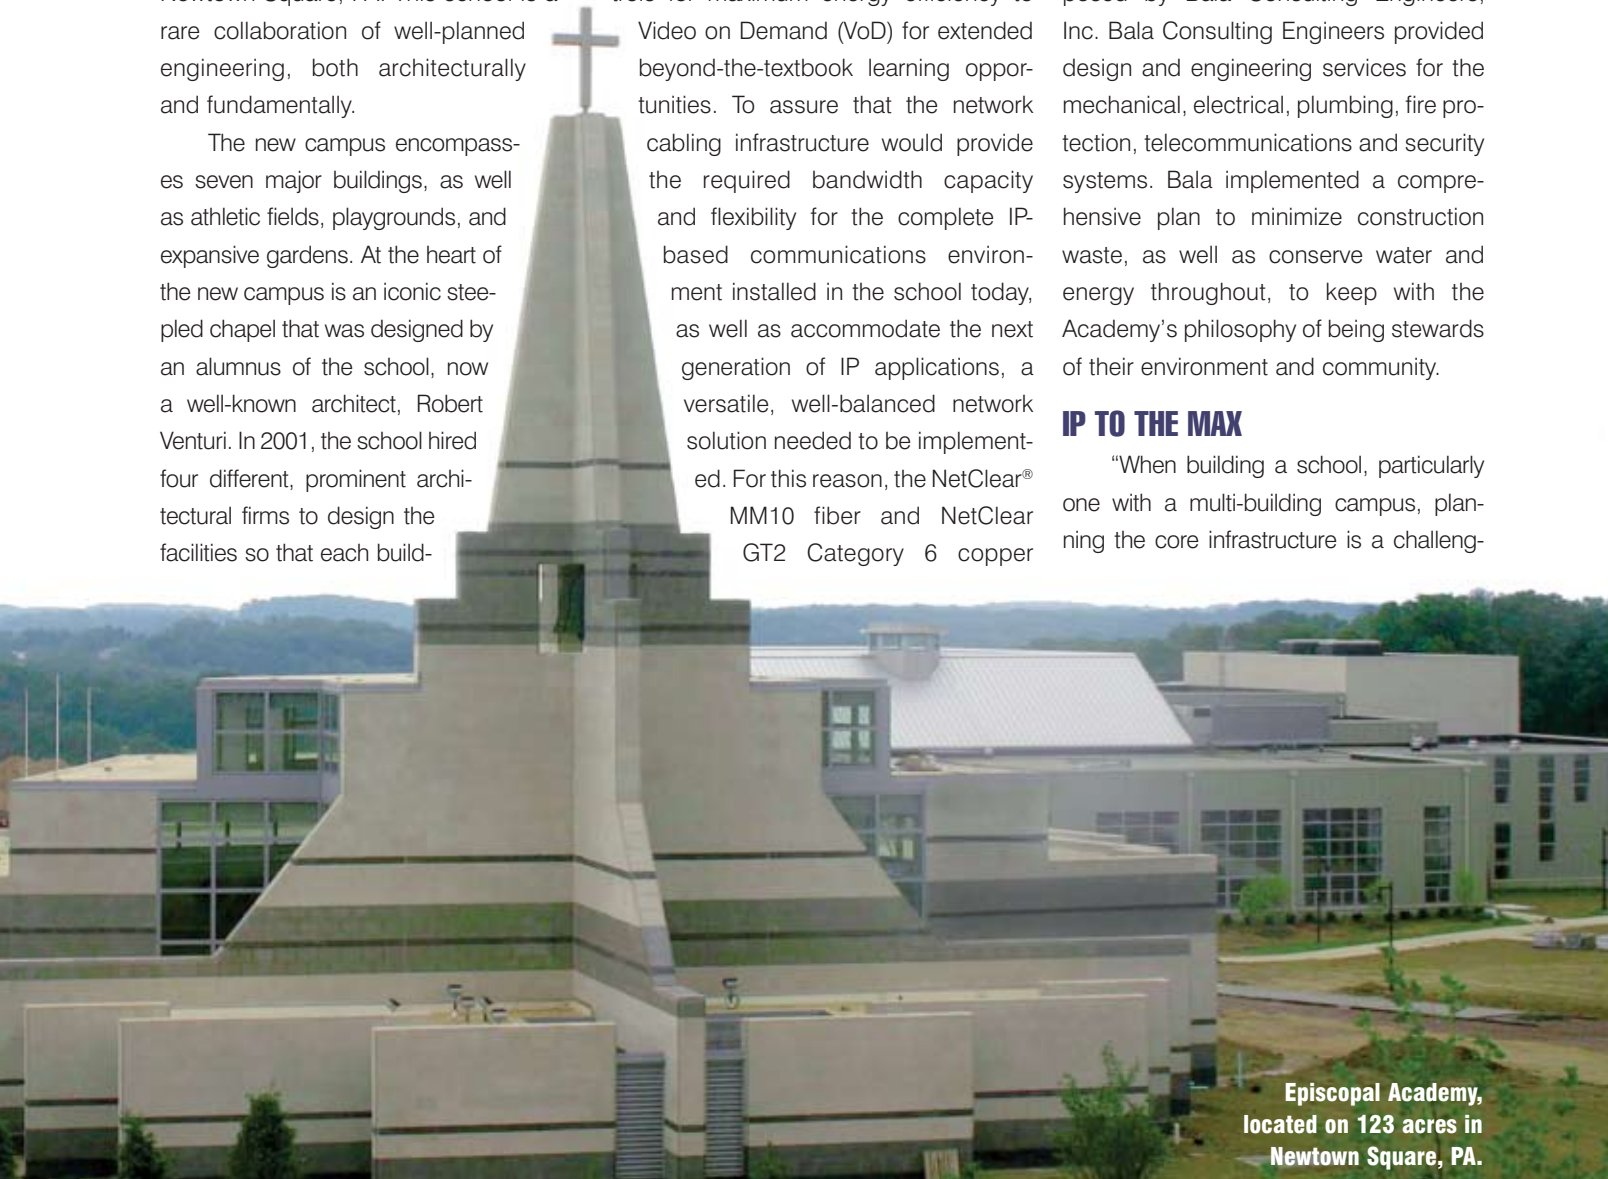 rare collaboration of well-planned
engineering, both architecturally
and fundamentally.
The new campus encompass-
es seven major buildings, as well
as athletic fields, playgrounds, and
expansive gardens. At the heart of
the new campus is an iconic stee-
pled chapel that was designed by
an alumnus of the school, now
a well-known architect, Robert
Venturi. In 2001, the school hired
four different, prominent archi-
tectural firms to design the
facilities so that each build-
Video on Demand (VoD) for extended
beyond-the-textbook learning oppor-
tunities. To assure that the network
cabling infrastructure would provide
the required bandwidth capacity
and flexibility for the complete IP-
based communications environ-
ment installed in the school today,
as well as accommodate the next
generation of IP applications, a
versatile, well-balanced network
solution needed to be implement-
ed. For this reason, the NetClear®
MM10 fiber and NetClear
GT2 Category 6 copper
Inc. Bala Consulting Engineers provided
design and engineering services for the
mechanical, electrical, plumbing, fire pro-
tection, telecommunications and security
systems. Bala implemented a compre-
hensive plan to minimize construction
waste, as well as conserve water and
energy throughout, to keep with the
Academy's philosophy of being stewards
of their environment and community.
IP TO THE MAX
“When building a school, particularly
one with a multi-building campus, plan-
ning the core infrastructure is a challeng-
Episcopal Academy,
located on 123 acres in
Newtown Square, PA.